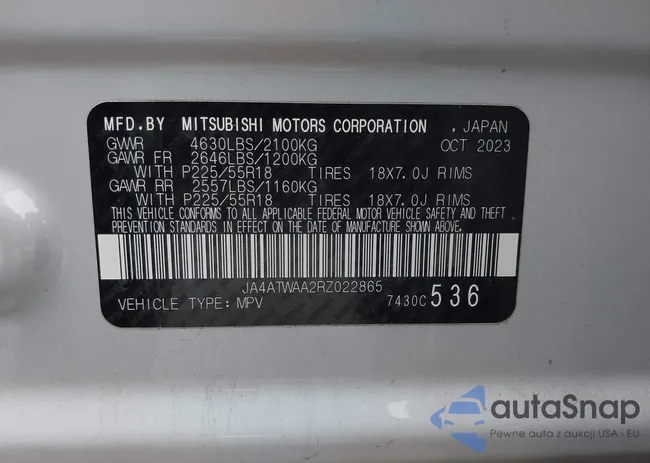 MFD.BY MITSUBISHI MOTORS CORPORATION , JAPAN
GWWR 4630LBS/2100KG OCT 2023
GAWR FR 2646LBS/1200KG
WITH P225/55R18 TIRES 18X7.0J RIMS
GAWR RR 2557LBS/1160KG
WITH P225/55R18 TIRES 18X7.0J RIMS
THIS VEHICLE CONFORMS TO ALL APPLICABLE FEDERAL MOTOR VEHICLE SAFETY AND THEFT
PREVENTION STANDARDS IN EFFECT ON THE DATE OF MANUFACTURE SHOWN ABOVE.
JA4ATWAA2RZ022865
VEHICLE TYPE: MPV 7430C 536
autoSnap
Pewne auta z aukcji USA i EU